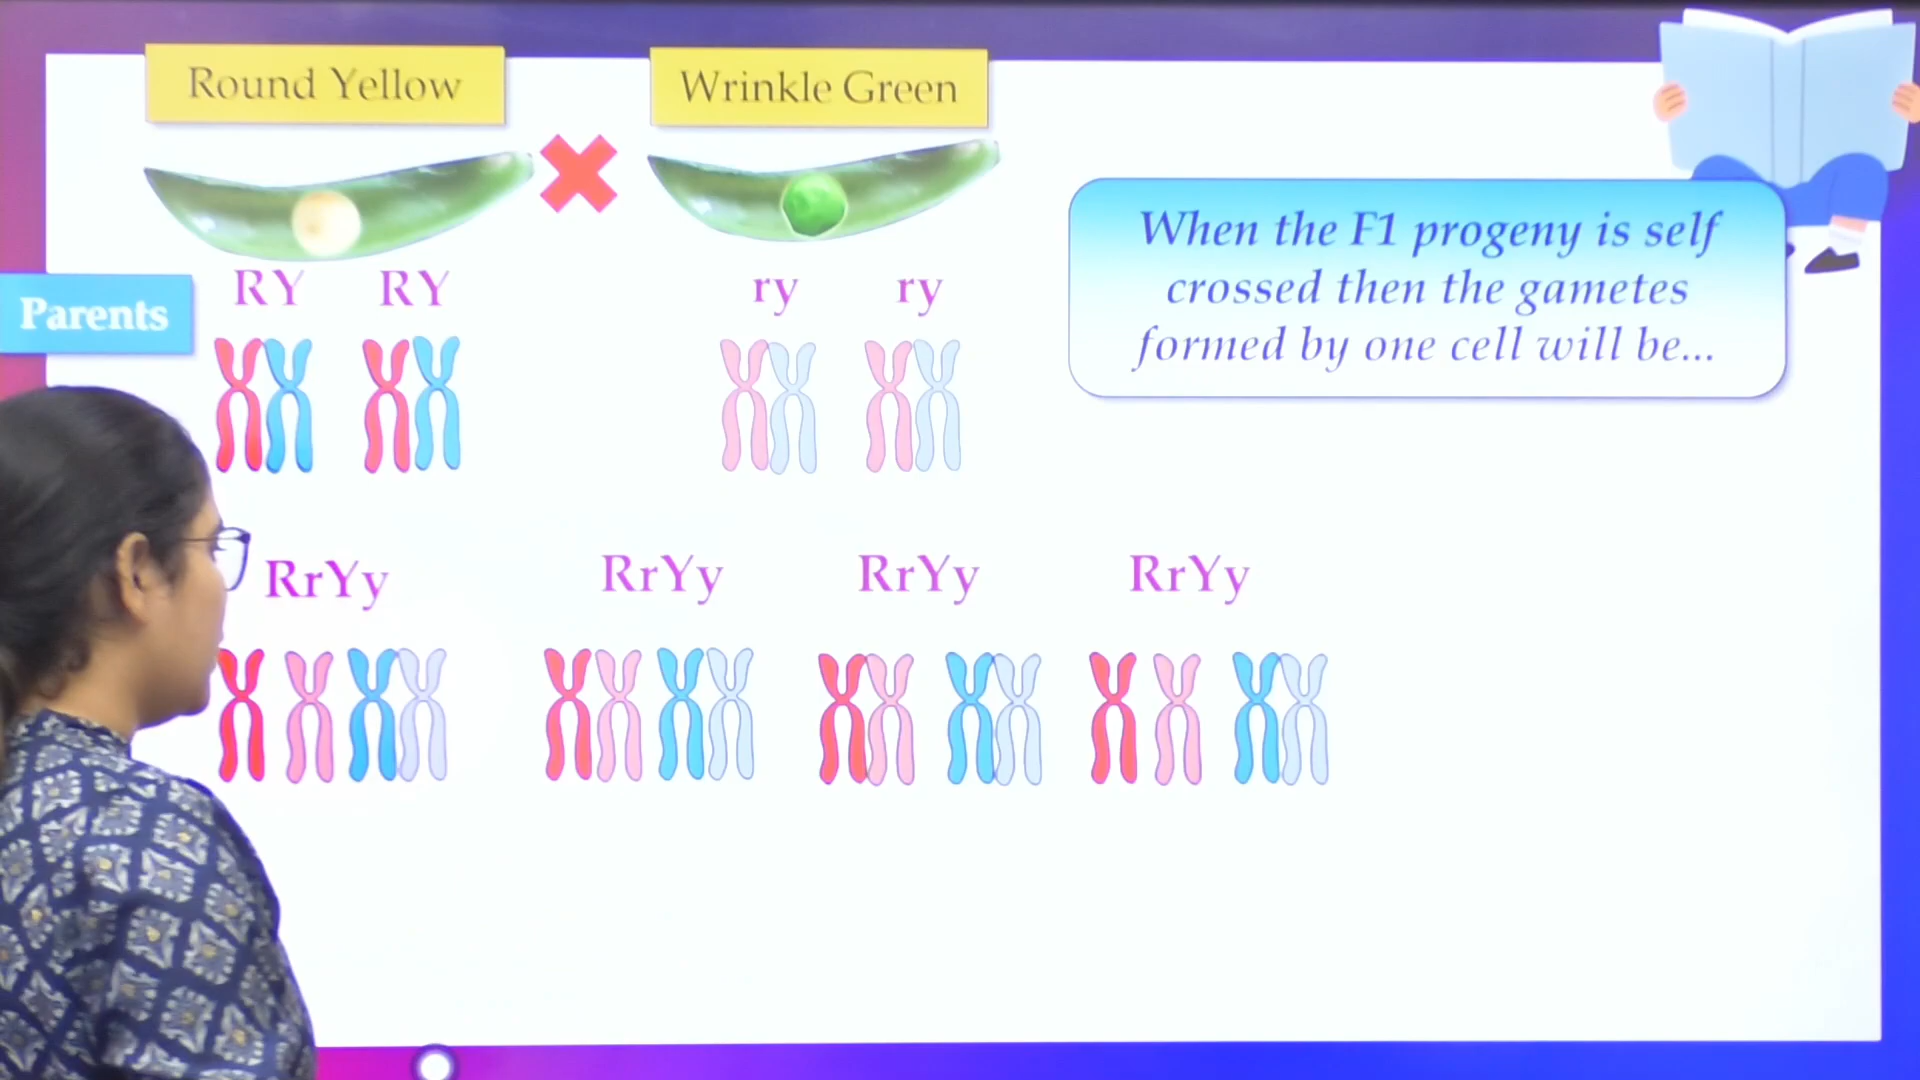 Round Yellow
Wrinkle Green
When the F1 progeny is self
crossed then the gametes
formed by one cell will be...
RY RY
ry ry
Parents
RrYy RrYy RrYy RrYy